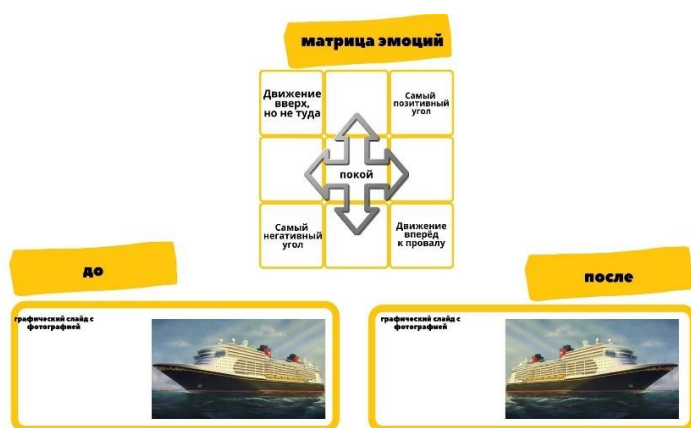 матрица эмоций
Движение
вверх,
но не туда
Самый
позитивный
угол
покой
Самый
негативный
угол
Движение
вперёд
к провалу
до
после
графический слайд с
фотографией
графический слайд с
фотографией